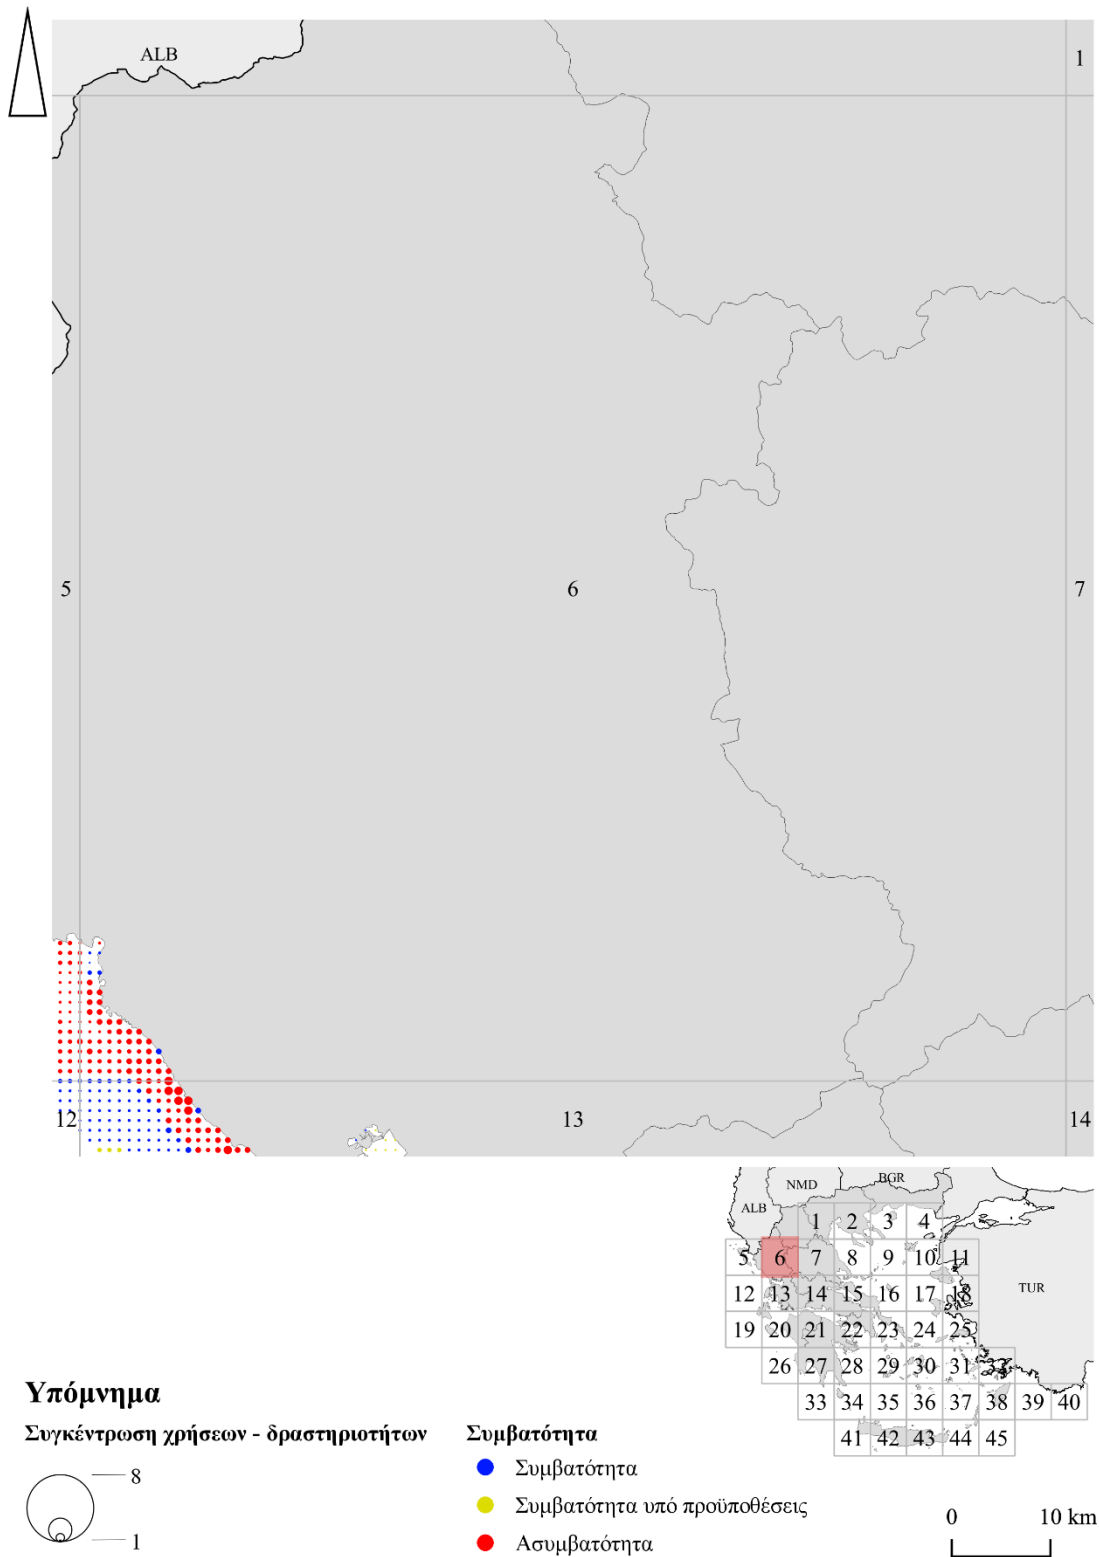 ALB
1
5
6
7
12
13
14
NMD
BGR
ALB
1 2 3 4
5 6 7 8 9 10 11
TUR
12 13 14 15 16 17 18
19 20 21 22 23 24 25
26 27 28 29 30 31 32
33 34 35 36 37 38 39 40
41 42 43 44 45
Υπόμνημα
Συγκέντρωση χρήσεων - δραστηριοτήτων
8
1
Συμβατότητα
Συμβατότητα
Συμβατότητα υπό προϋποθέσεις
Ασυμβατότητα
0 10 km